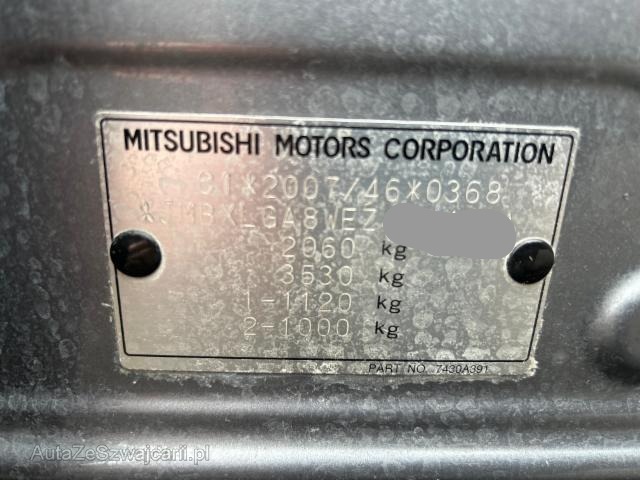 MITSUBISHI MOTORS CORPORATION
e1*2007/46*0368
*JMBXLGA8WEZ
2060 kg
3530 kg
1-1120 kg
2-1000 kg
PART NO. 7430A391
AutaZeSzwajcarii.pl